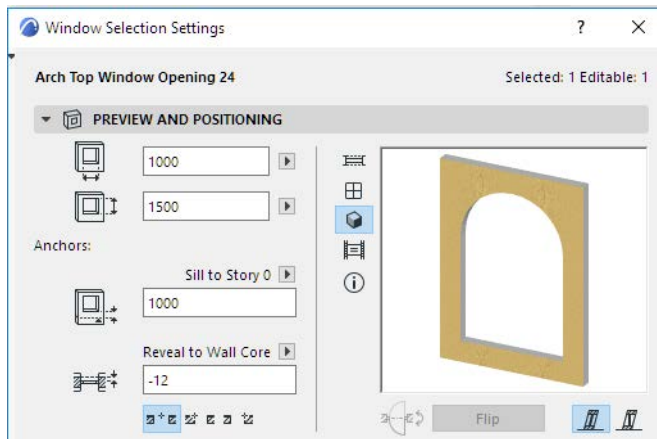 Window Selection Settings ? ×
Arch Top Window Opening 24 Selected: 1 Editable: 1
PREVIEW AND POSITIONING
1000
1500
Anchors:
Sill to Story 0
1000
Reveal to Wall Core
-12
Flip